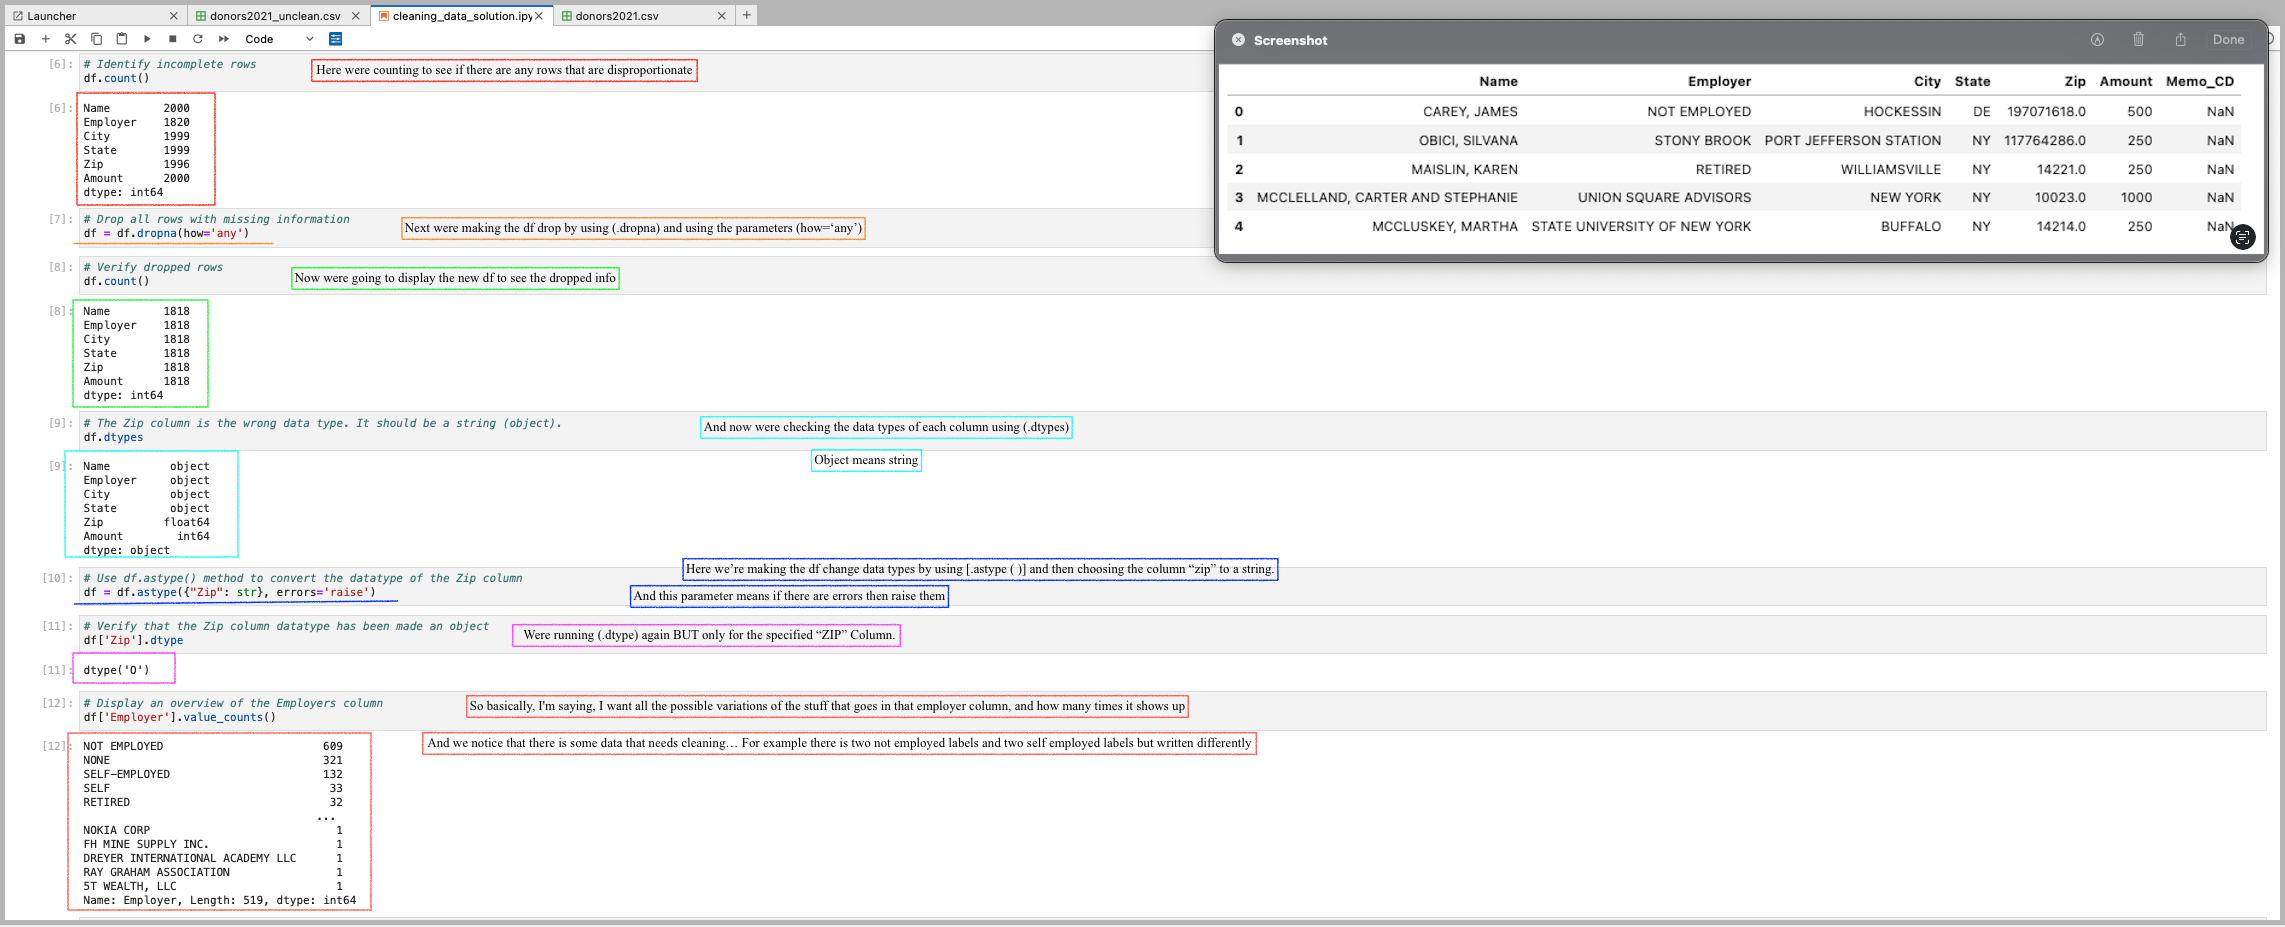 Launcher
donors2021_unclean.csv
cleaning_data_solution.ipy
donors2021.csv
Code
[6]:
# Identify incomplete rows
df.count()
Here were counting to see if there are any rows that are disproportionate
[6]:
Name 2000
Employer 1820
City 1999
State 1999
Zip 1996
Amount 2000
dtype: int64
[7]:
# Drop all rows with missing information
df = df.dropna(how='any')
Next were making the df drop by using (.dropna) and using the parameters (how=‘any’)
[8]:
# Verify dropped rows
df.count()
Now were going to display the new df to see the dropped info
[8]:
Name 1818
Employer 1818
City 1818
State 1818
Zip 1818
Amount 1818
dtype: int64
[9]:
# The Zip column is the wrong data type. It should be a string (object).
df.dtypes
And now were checking the data types of each column using (.dtypes)
Object means string
[9]:
Name object
Employer object
City object
State object
Zip float64
Amount int64
dtype: object
Here we’re making the df change data types by using [.astype ( )] and then choosing the column “zip” to a string.
[10]:
# Use df.astype() method to convert the datatype of the Zip column
df = df.astype({"Zip": str}, errors='raise')
And this parameter means if there are errors then raise them
[11]:
# Verify that the Zip column datatype has been made an object
df['Zip'].dtype
Were running (.dtype) again BUT only for the specified “ZIP” Column.
[11]:
dtype('O')
[12]:
# Display an overview of the Employers column
df['Employer'].value_counts()
So basically, I'm saying, I want all the possible variations of the stuff that goes in that employer column, and how many times it shows up
And we notice that there is some data that needs cleaning… For example there is two not employed labels and two self employed labels but written differently
[12]:
NOT EMPLOYED 609
NONE 321
SELF-EMPLOYED 132
SELF 33
RETIRED 32
...
NOKIA CORP 1
FH MINE SUPPLY INC. 1
DREYER INTERNATIONAL ACADEMY LLC 1
RAY GRAHAM ASSOCIATION 1
5T WEALTH, LLC 1
Name: Employer, Length: 519, dtype: int64
Screenshot
Done
Name Employer City State Zip Amount Memo_CD
0 CAREY, JAMES NOT EMPLOYED HOCKESSIN DE 197071618.0 500 NaN
1 OBICI, SILVANA STONY BROOK PORT JEFFERSON STATION NY 117764286.0 250 NaN
2 MAISLIN, KAREN RETIRED WILLIAMSVILLE NY 14221.0 250 NaN
3 MCCLELLAND, CARTER AND STEPHANIE UNION SQUARE ADVISORS NEW YORK NY 10023.0 1000 NaN
4 MCCLUSKEY, MARTHA STATE UNIVERSITY OF NEW YORK BUFFALO NY 14214.0 250 NaN